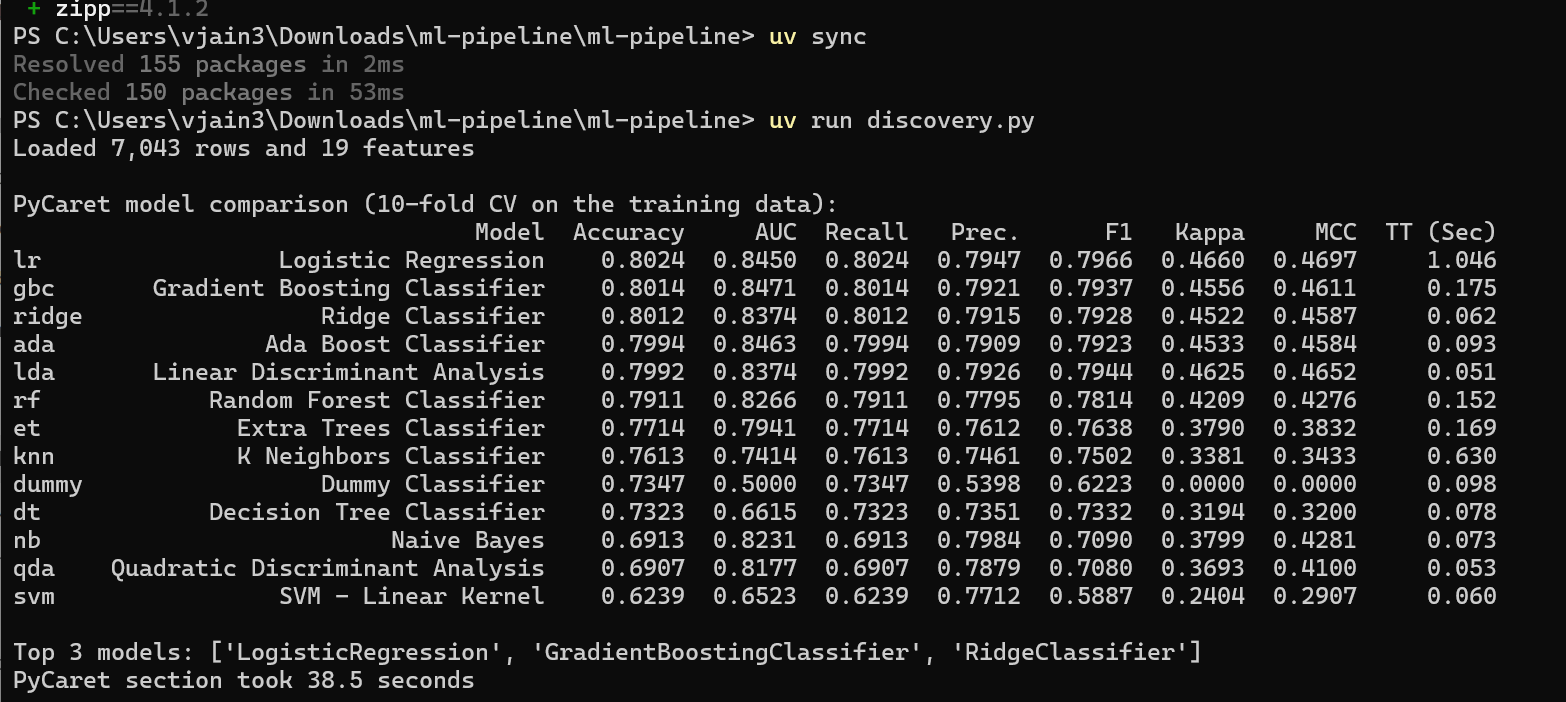 + zipp==4.1.2
PS C:\Users\vjain3\Downloads\ml-pipeline\ml-pipeline> uv sync
Resolved 155 packages in 2ms
Checked 150 packages in 53ms
PS C:\Users\vjain3\Downloads\ml-pipeline\ml-pipeline> uv run discovery.py
Loaded 7,043 rows and 19 features
PyCaret model comparison (10-fold CV on the training data):
Model Accuracy AUC Recall Prec. F1 Kappa MCC TT (Sec)
lr Logistic Regression 0.8024 0.8450 0.8024 0.7947 0.7966 0.4660 0.4697 1.046
gbc Gradient Boosting Classifier 0.8014 0.8471 0.8014 0.7921 0.7937 0.4556 0.4611 0.175
ridge Ridge Classifier 0.8012 0.8374 0.8012 0.7915 0.7928 0.4522 0.4587 0.062
ada Ada Boost Classifier 0.7994 0.8463 0.7994 0.7909 0.7923 0.4533 0.4584 0.093
lda Linear Discriminant Analysis 0.7992 0.8374 0.7992 0.7926 0.7944 0.4625 0.4652 0.051
rf Random Forest Classifier 0.7911 0.8266 0.7911 0.7795 0.7814 0.4209 0.4276 0.152
et Extra Trees Classifier 0.7714 0.7941 0.7714 0.7612 0.7638 0.3790 0.3832 0.169
knn K Neighbors Classifier 0.7613 0.7414 0.7613 0.7461 0.7502 0.3381 0.3433 0.630
dummy Dummy Classifier 0.7347 0.5000 0.7347 0.5398 0.6223 0.0000 0.0000 0.098
dt Decision Tree Classifier 0.7323 0.6615 0.7323 0.7351 0.7332 0.3194 0.3200 0.078
nb Naive Bayes 0.6913 0.8231 0.6913 0.7984 0.7090 0.3799 0.4281 0.073
qda Quadratic Discriminant Analysis 0.6907 0.8177 0.6907 0.7879 0.7080 0.3693 0.4100 0.053
svm SVM - Linear Kernel 0.6239 0.6523 0.6239 0.7712 0.5887 0.2404 0.2907 0.060
Top 3 models: ['LogisticRegression', 'GradientBoostingClassifier', 'RidgeClassifier']
PyCaret section took 38.5 seconds